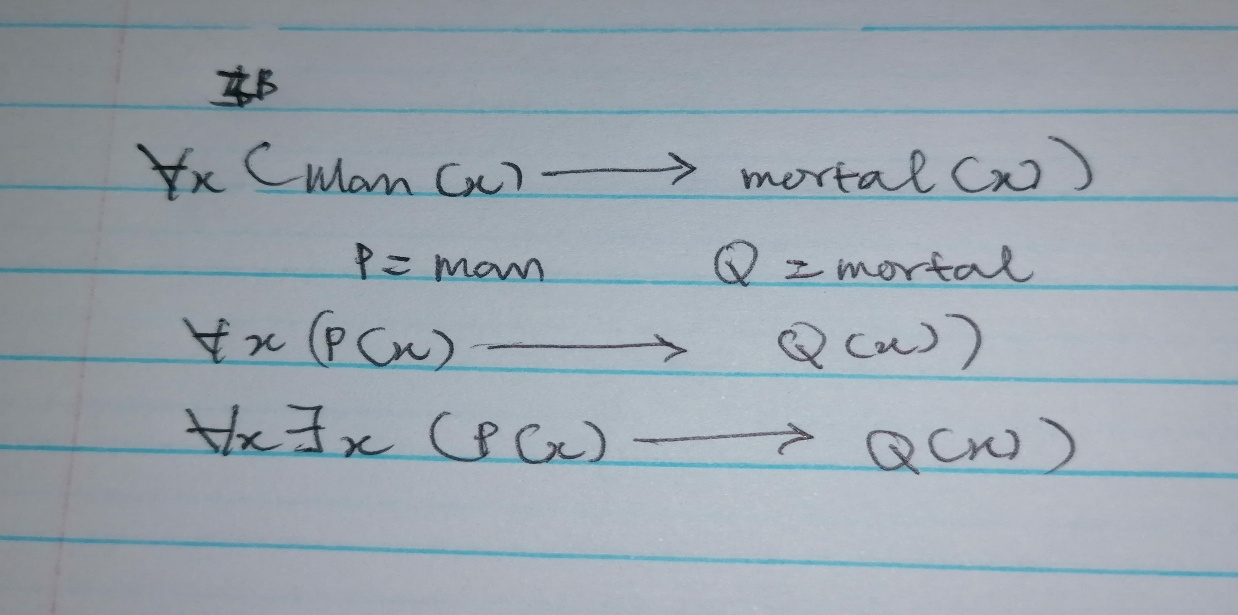 ∀x (Man (x) ⟶ mortal (x))
P = man Q = mortal
∀x (P(x) ⟶ Q(x))
∀x ∃x (P(x) ⟶ Q(x))